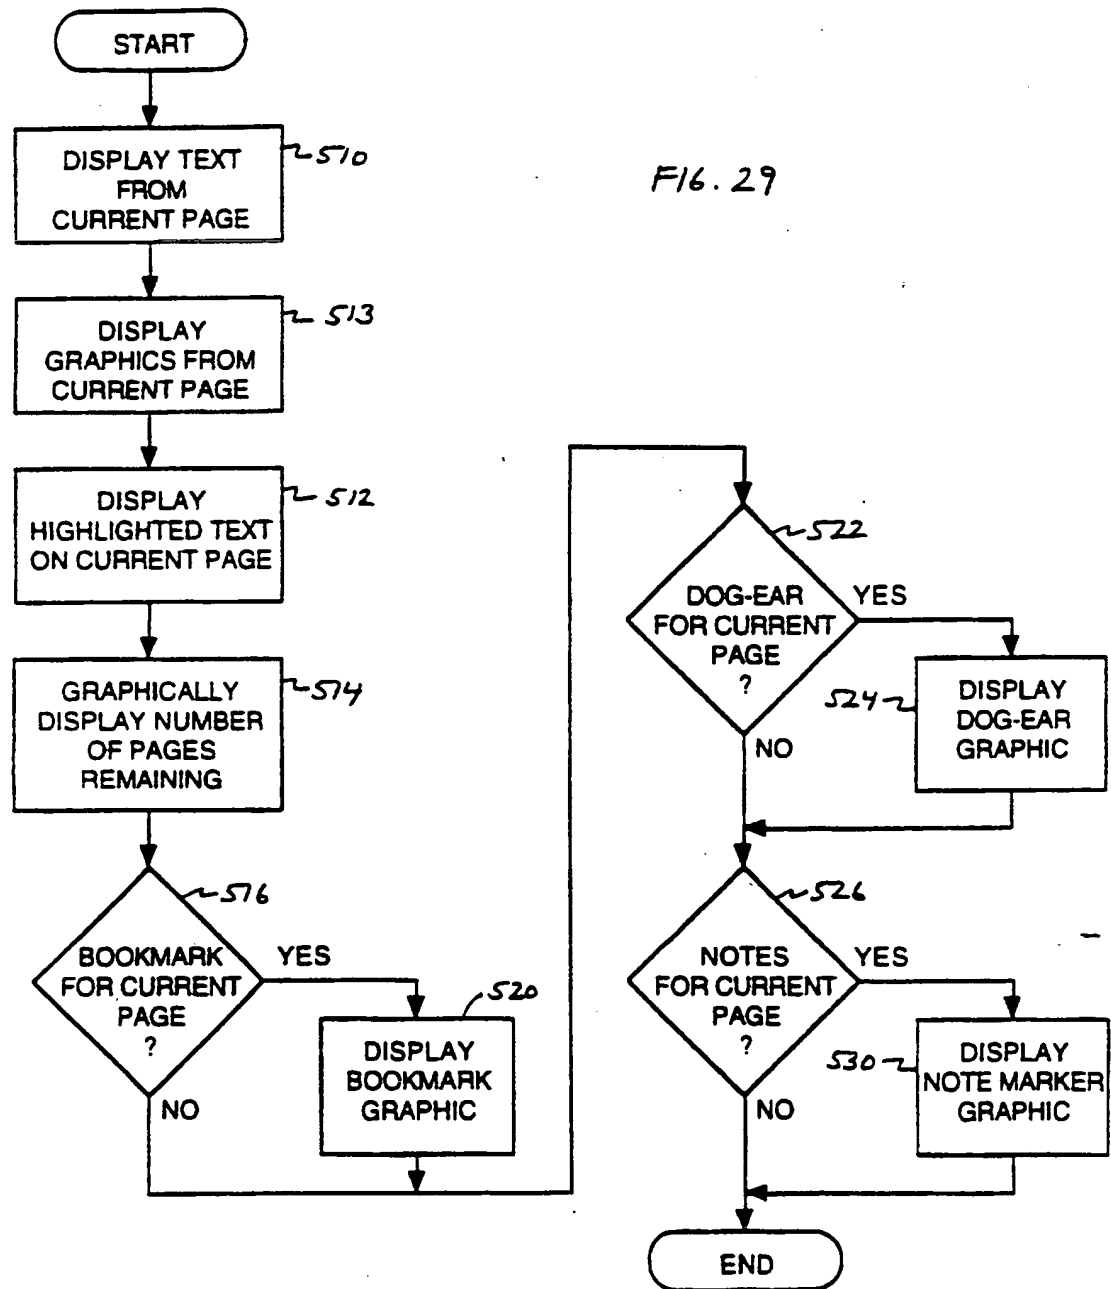 START
DISPLAY TEXT
FROM
CURRENT PAGE
510
FIG. 29
DISPLAY
GRAPHICS FROM
CURRENT PAGE
513
DISPLAY
HIGHLIGHTED TEXT
ON CURRENT PAGE
512
GRAPHICALLY
DISPLAY NUMBER
OF PAGES
REMAINING
514
BOOKMARK
FOR CURRENT
PAGE
?
516
YES
NO
DISPLAY
BOOKMARK
GRAPHIC
520
DOG-EAR
FOR CURRENT
PAGE
?
522
YES
NO
DISPLAY
DOG-EAR
GRAPHIC
524
NOTES
FOR CURRENT
PAGE
?
526
YES
NO
DISPLAY
NOTE MARKER
GRAPHIC
530
END